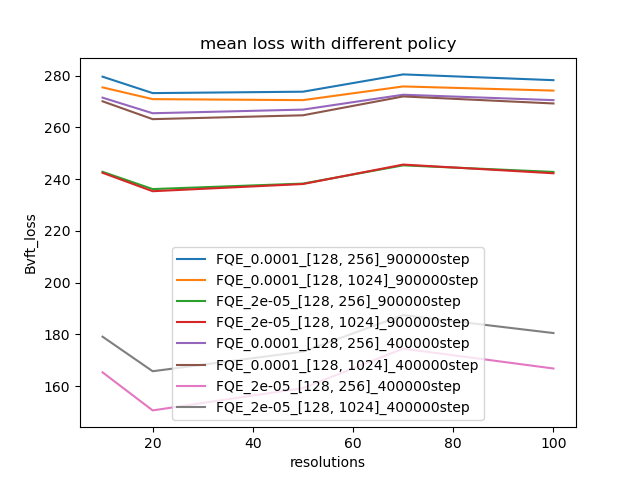 mean loss with different policy
Bvft_loss
280
260
240
220
200
180
160
FQE_0.0001_[128, 256]_900000step
FQE_0.0001_[128, 1024]_900000step
FQE_2e-05_[128, 256]_900000step
FQE_2e-05_[128, 1024]_900000step
FQE_0.0001_[128, 256]_400000step
FQE_0.0001_[128, 1024]_400000step
FQE_2e-05_[128, 256]_400000step
FQE_2e-05_[128, 1024]_400000step
20 40 60 80 100
resolutions